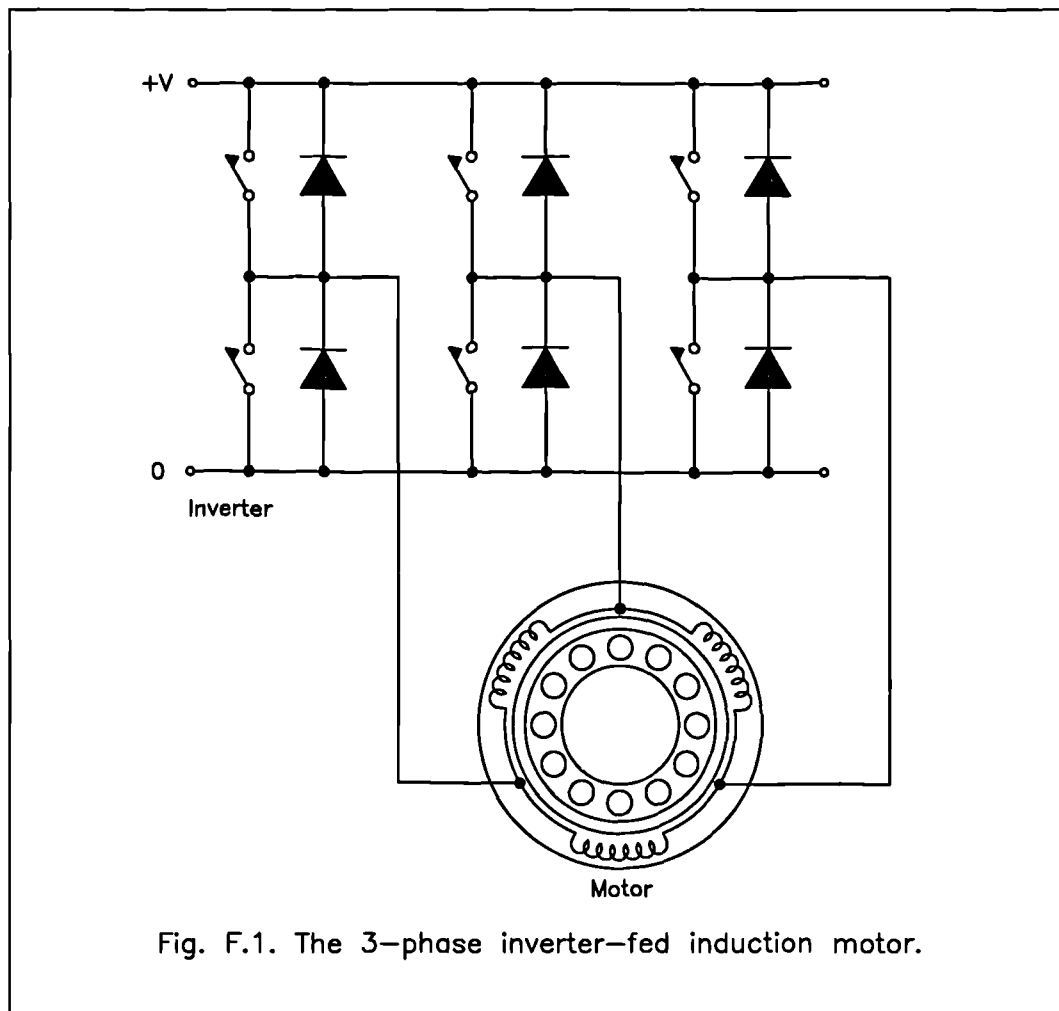 +V
0
Inverter
Motor
Fig. F.1. The 3-phase inverter-fed induction motor.